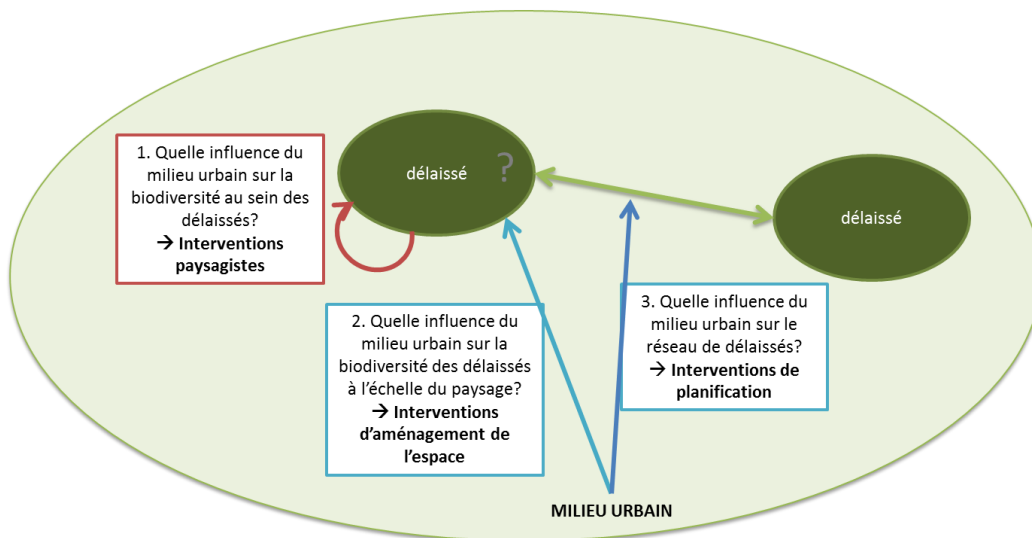 1. Quelle influence du
milieu urbain sur la
biodiversité au sein des
délaissés?
→ Interventions
paysagistes
délaissé ?
délaissé
2. Quelle influence du
milieu urbain sur la
biodiversité des délaissés
à l'échelle du paysage?
→ Interventions
d'aménagement de
l'espace
3. Quelle influence du
milieu urbain sur le
réseau de délaissés?
→ Interventions de
planification
MILIEU URBAIN